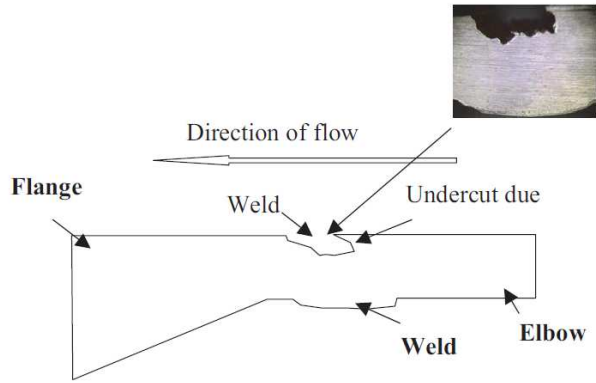 Direction of flow
Flange
Weld
Undercut due
Weld
Elbow